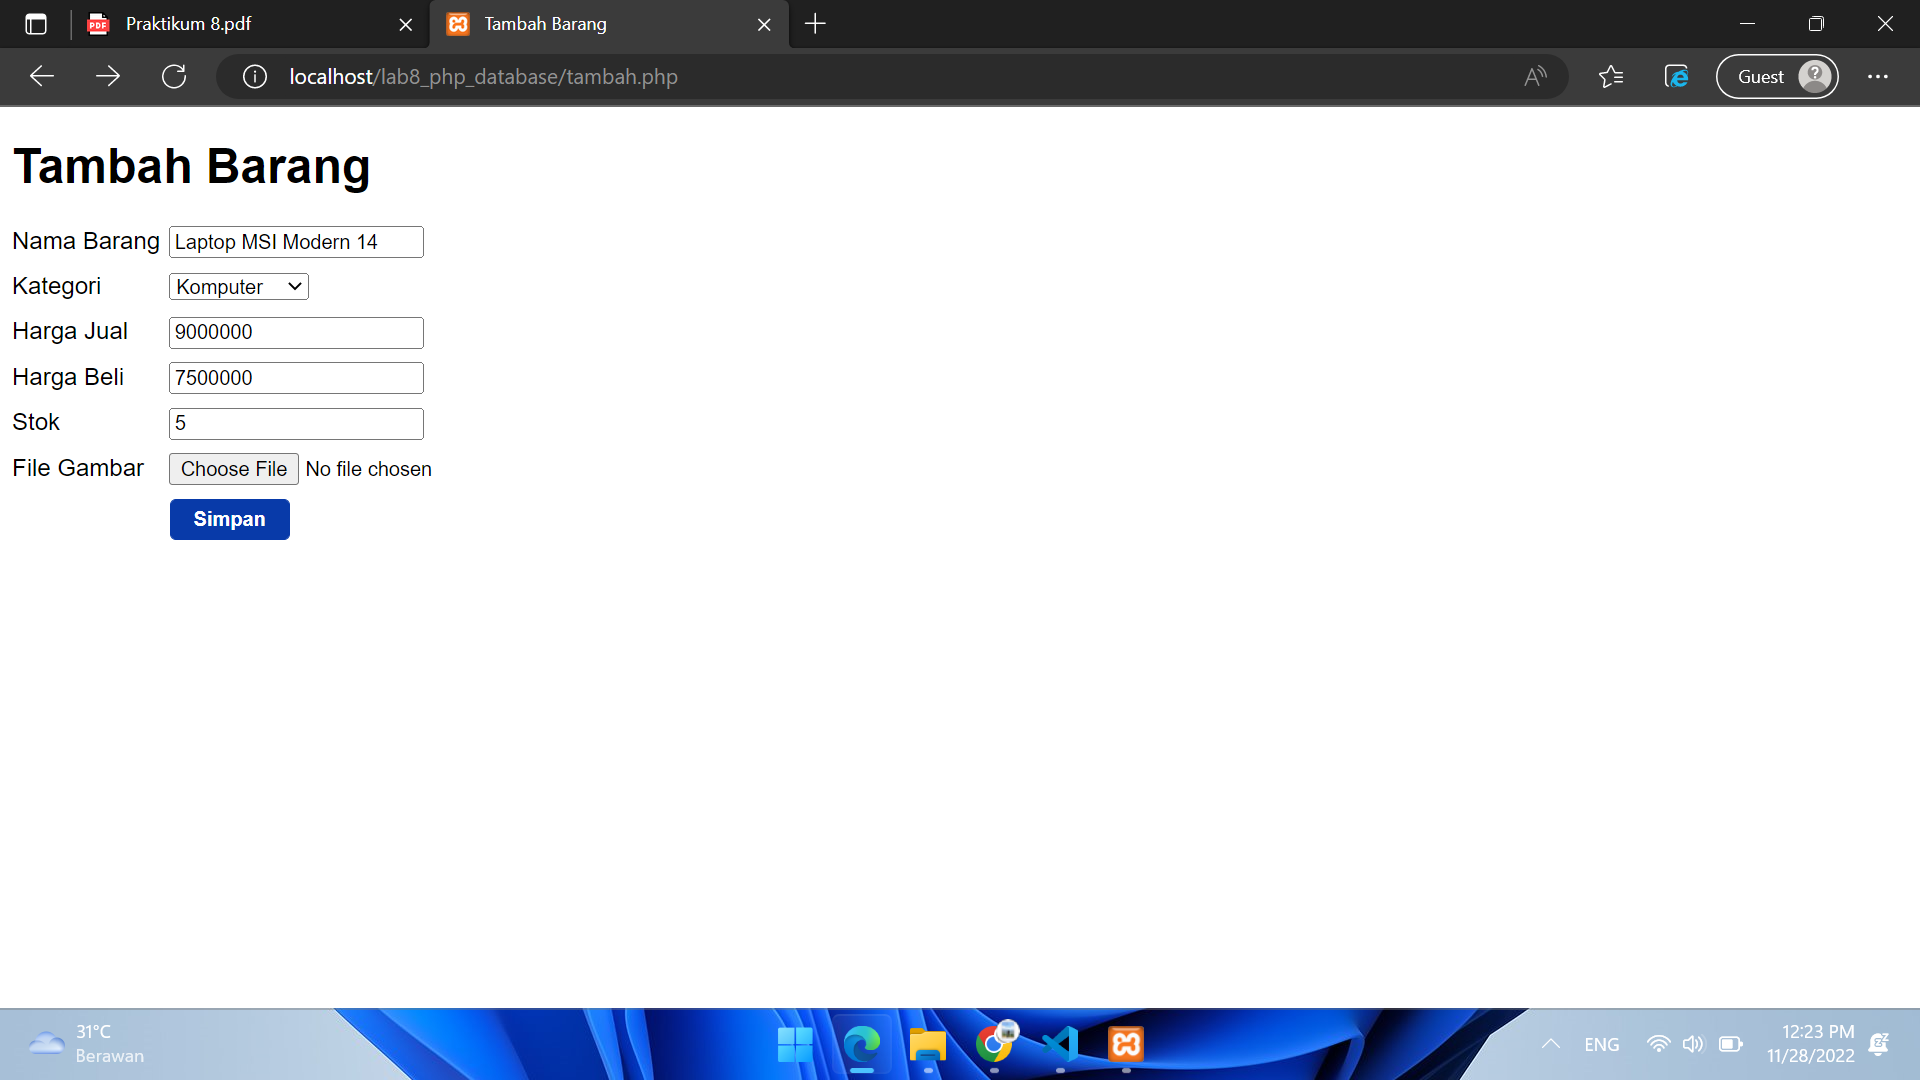 Praktikum 8.pdf
Tambah Barang
localhost/lab8_php_database/tambah.php
Guest
Tambah Barang
Nama Barang Laptop MSI Modern 14
Kategori Komputer
Harga Jual 9000000
Harga Beli 7500000
Stok 5
File Gambar Choose File No file chosen
Simpan
31°C
Berawan
ENG
12:23 PM
11/28/2022